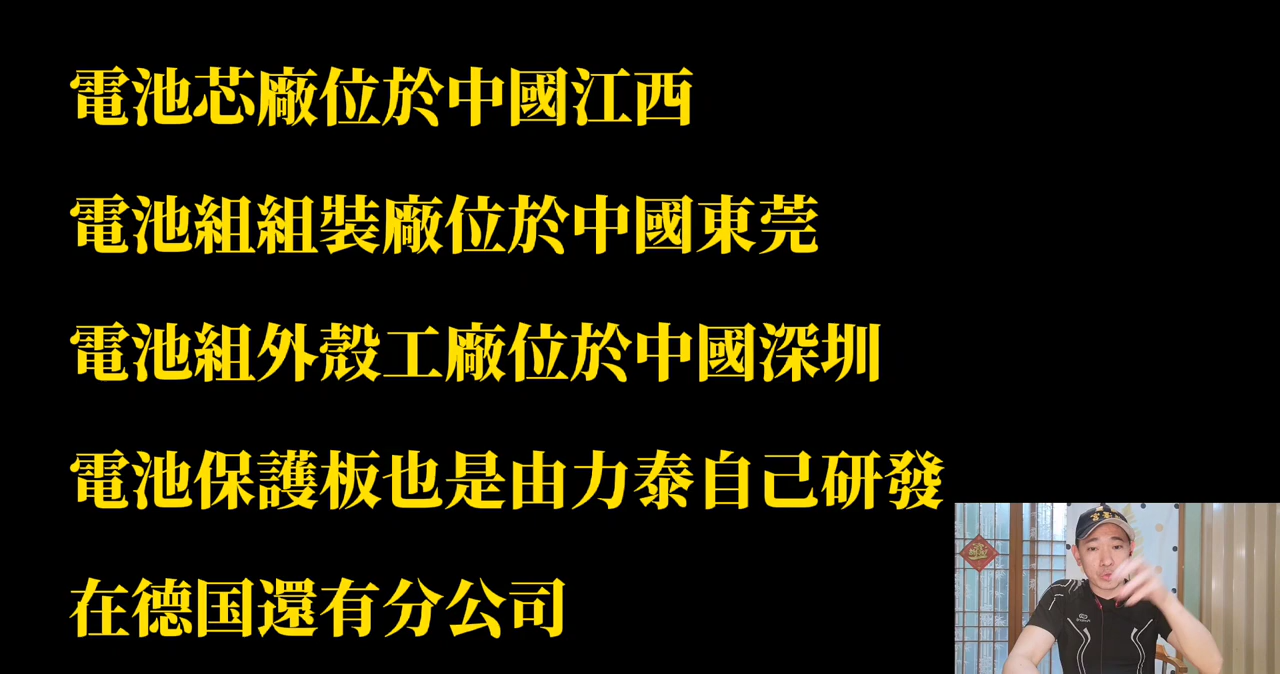 電池芯廠位於中國江西
電池組組裝廠位於中國東莞
電池組外殼工廠位於中國深圳
電池保護板也是由力泰自己研發
在德国還有分公司